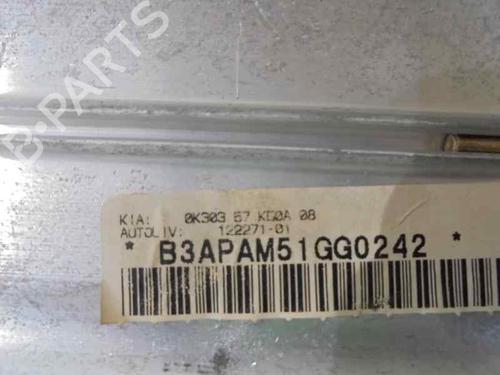 B-PARTS
KIA: 0K303 57 KD0A 08
AUTOLIV: 122271-01
* B3APAM51GG0242 *